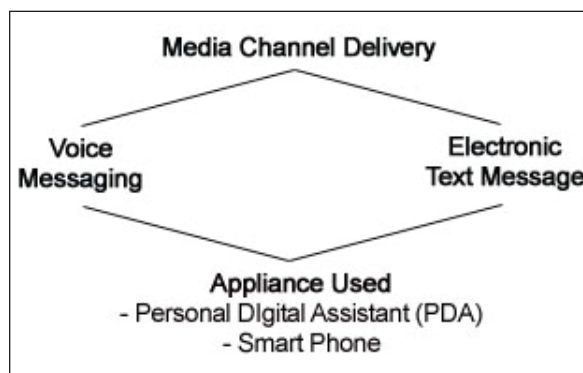 Media Channel Delivery
Voice
Messaging
Electronic
Text Message
Appliance Used
- Personal DIgital Assistant (PDA)
- Smart Phone